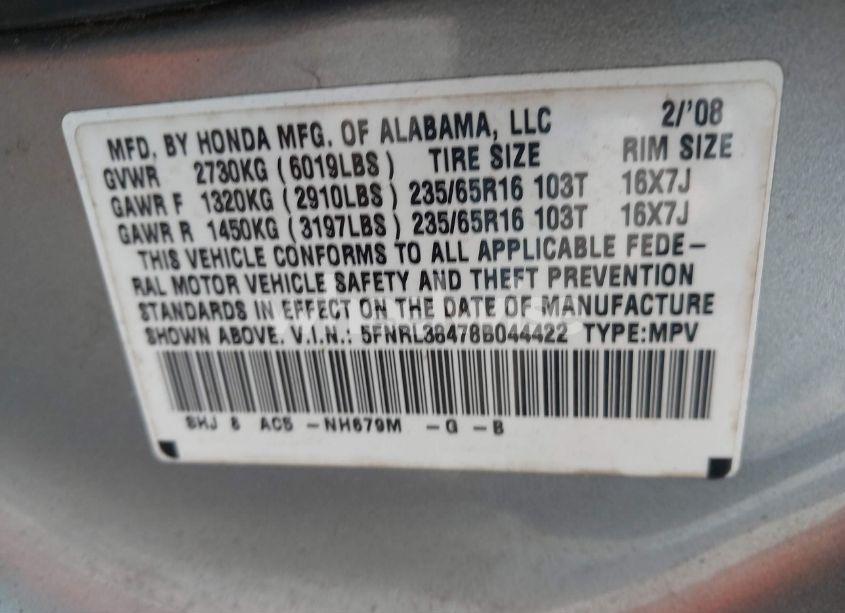 MFD. BY HONDA MFG. OF ALABAMA, LLC 2/'08
GVWR 2730KG (6019LBS) TIRE SIZE RIM SIZE
GAWR F 1320KG (2910LBS) 235/65R16 103T 16X7J
GAWR R 1450KG (3197LBS) 235/65R16 103T 16X7J
THIS VEHICLE CONFORMS TO ALL APPLICABLE FEDE-
RAL MOTOR VEHICLE SAFETY AND THEFT PREVENTION
STANDARDS IN EFFECT ON THE DATE OF MANUFACTURE
SHOWN ABOVE. V.I.N.: 5FNRL38478B044422 TYPE:MPV
SHJ 8 AC5 -NH679M -G -B